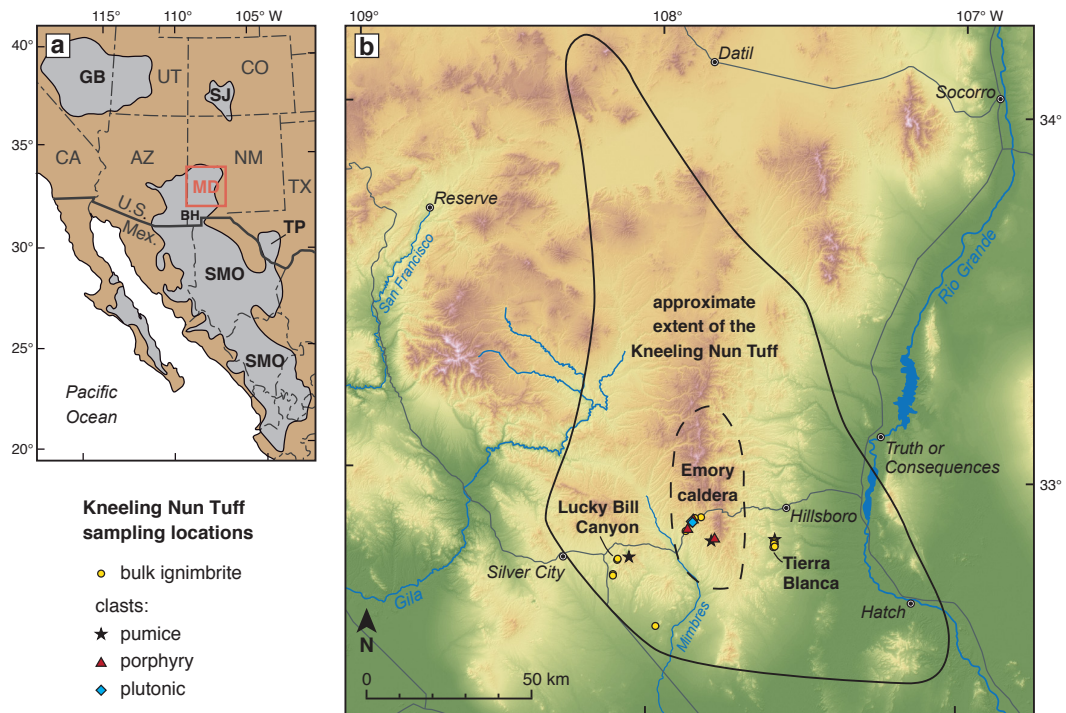 115°
110°
105°W
40°
35°
30°
25°
20°
a
GB
UT
CO
SJ
CA
AZ
NM
MD
TX
U.S.
Mex.
BH
TP
SMO
SMO
Pacific
Ocean
Kneeling Nun Tuff
sampling locations
bulk ignimbrite
clasts:
pumice
porphyry
plutonic
109°
108°
107°W
34°
33°
b
Datil
Socorro
Reserve
San Francisco
Rio Grande
approximate
extent of the
Kneeling Nun Tuff
Truth or
Consequences
Emory
caldera
Lucky Bill
Canyon
Hillsboro
Silver City
Tierra
Blanca
Gila
Mimbres
Hatch
N
0
50 km